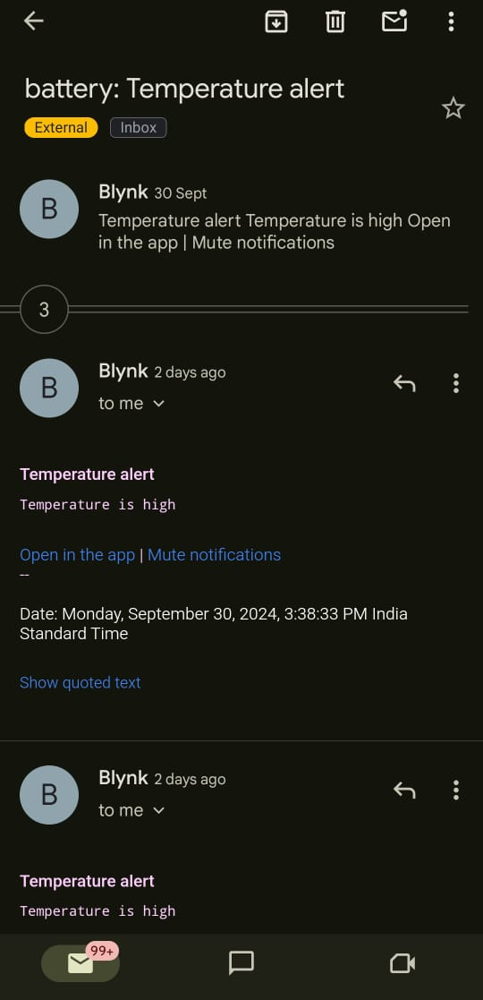 battery: Temperature alert
External Inbox
B
Blynk 30 Sept
Temperature alert Temperature is high Open
in the app | Mute notifications
3
B
Blynk 2 days ago
to me
Temperature alert
Temperature is high
Open in the app | Mute notifications
--
Date: Monday, September 30, 2024, 3:38:33 PM India
Standard Time
Show quoted text
B
Blynk 2 days ago
to me
Temperature alert
Temperature is high
99+